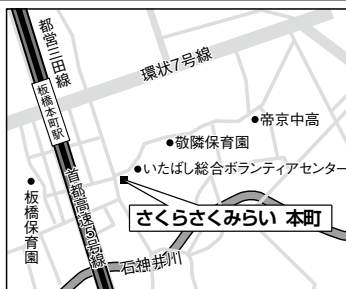 都営三田線
環状7号線
板橋本町駅
●帝京中高
●敬隣保育園
●いたばし総合ボランティアセンター
●板橋保育園
首都高速5号線
さくらさくみらい 本町
石神井川